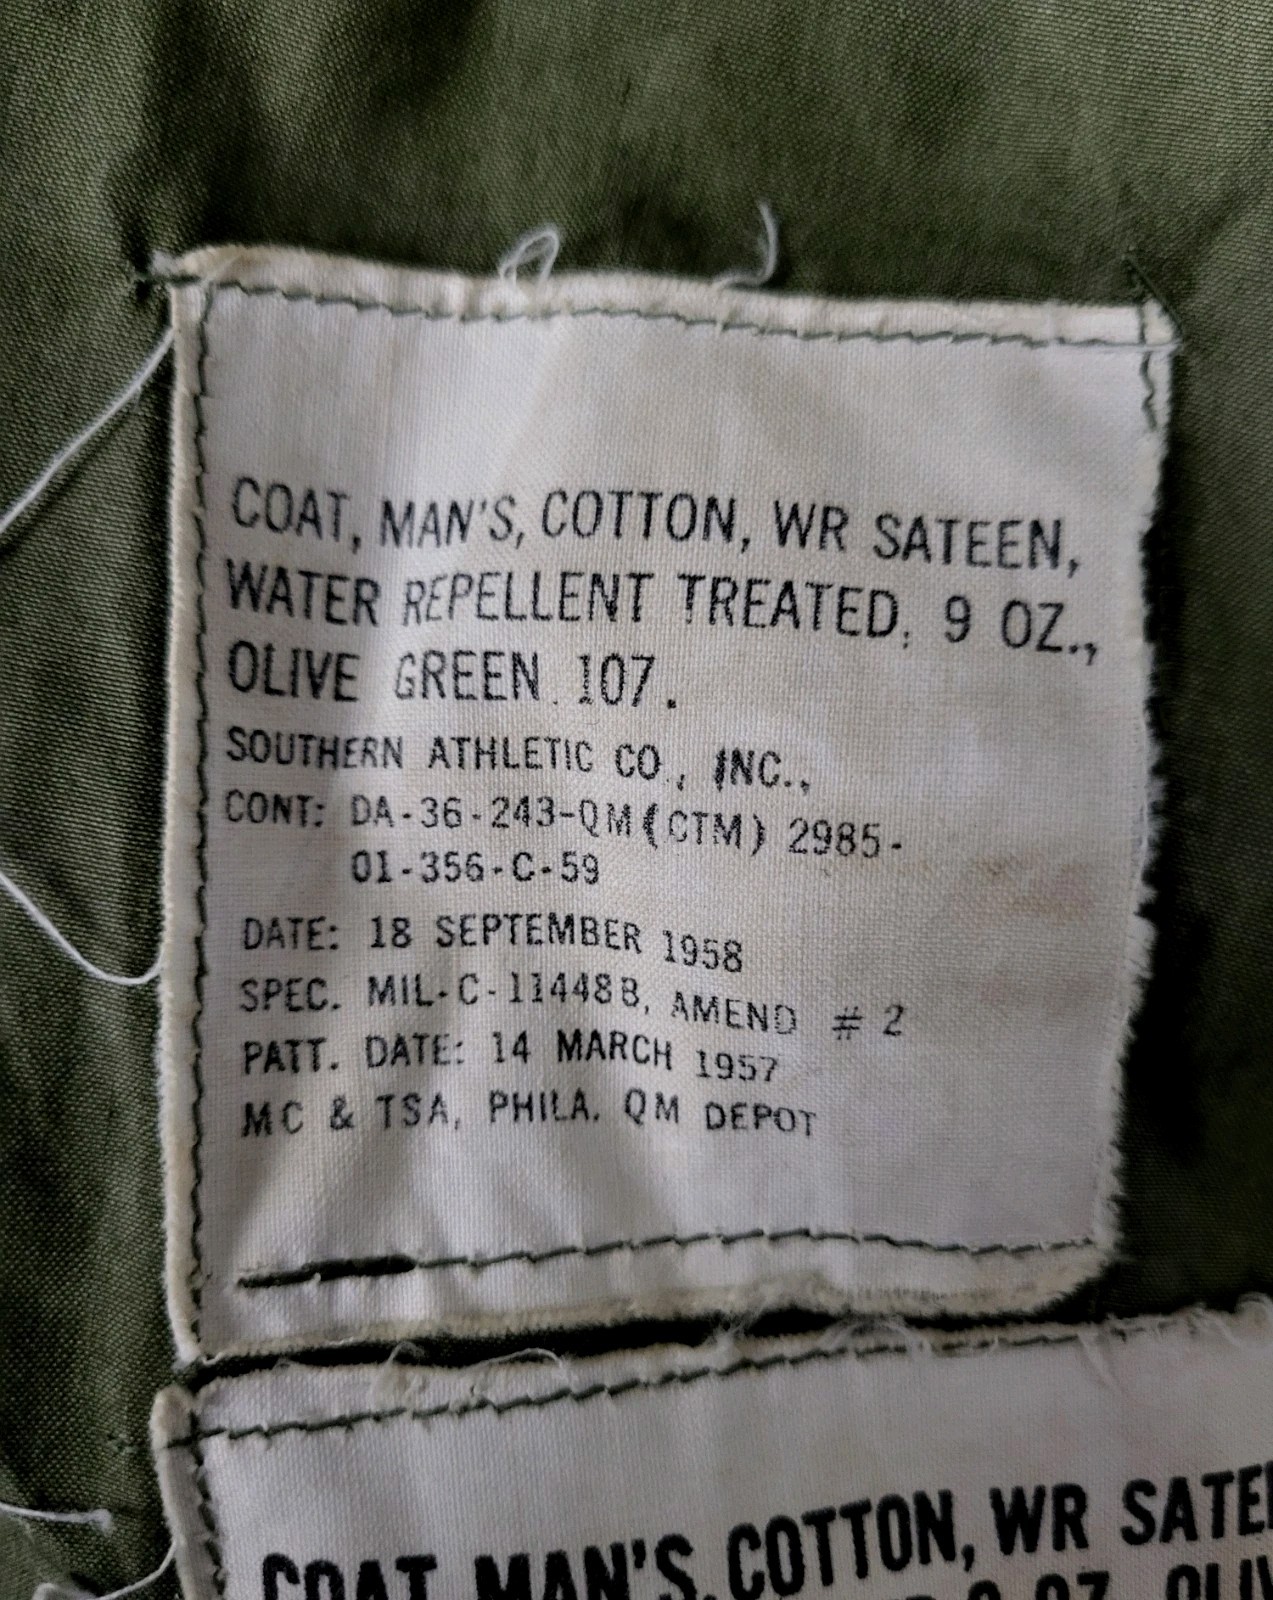 COAT, MAN'S, COTTON, WR SATEEN,
WATER REPELLENT TREATED, 9 OZ.,
OLIVE GREEN 107.
SOUTHERN ATHLETIC CO., INC.,
CONT: DA-36-243-QM(CTM) 2985-
01-356-C-59
DATE: 18 SEPTEMBER 1958
SPEC. MIL-C-11448B, AMEND # 2
PATT. DATE: 14 MARCH 1957
MC & TSA, PHILA. QM DEPOT
COAT, MAN'S, COTTON, WR